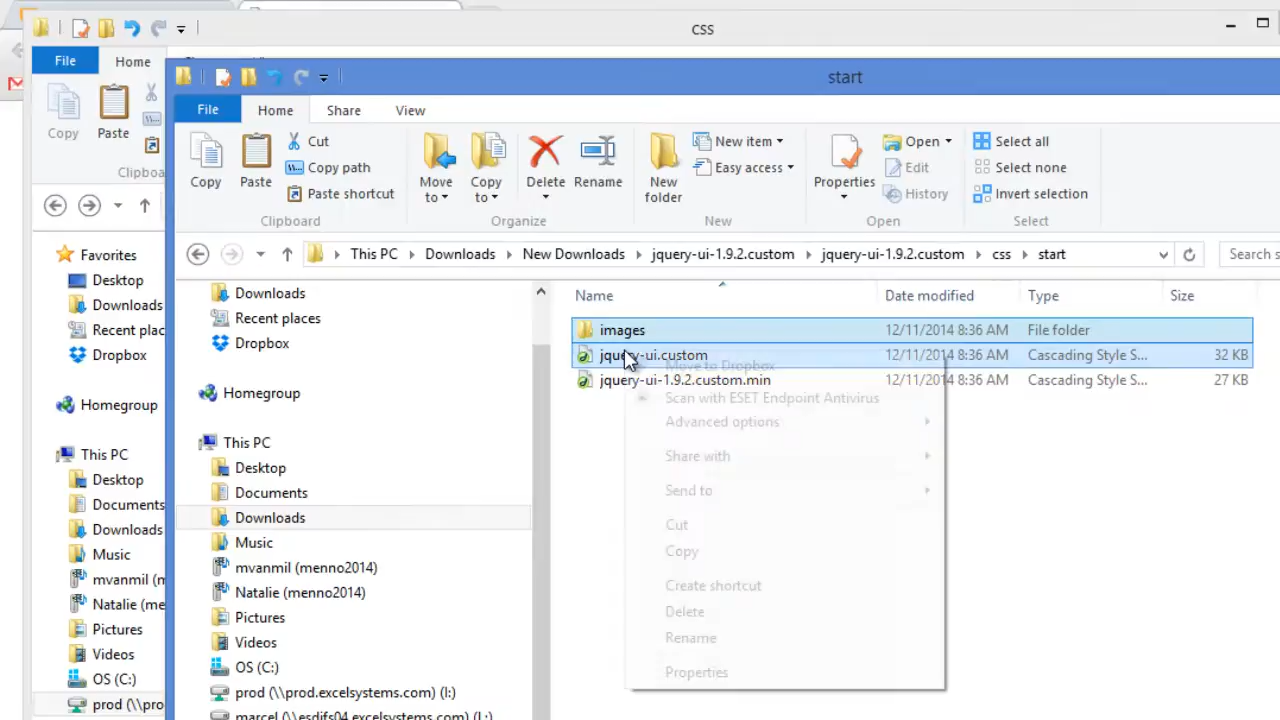 css
File Home
start
File Home Share View
Copy Paste
Clipboa
Copy Paste Cut Copy path Paste shortcut
Move to Copy to Delete Rename
New folder New item Easy access
Properties Open Edit History
Select all Select none Invert selection
Clipboard Organize New Open Select
This PC Downloads New Downloads jquery-ui-1.9.2.custom jquery-ui-1.9.2.custom css start
Search s
Favorites
Desktop
Downloads
Recent plac
Dropbox
Homegroup
This PC
Desktop
Documents
Downloads
Music
mvanmil (m
Natalie (me
Pictures
Videos
OS (C:)
prod (\\pro
Downloads
Recent places
Dropbox
Homegroup
This PC
Desktop
Documents
Downloads
Music
mvanmil (menno2014)
Natalie (menno2014)
Pictures
Videos
OS (C:)
prod (\\prod.excelsystems.com) (I:)
marcel (\\esdifs04.excelsystems.com) (L:)
Name Date modified Type Size
images 12/11/2014 8:36 AM File folder
jquery-ui.custom 12/11/2014 8:36 AM Cascading Style S... 32 KB
jquery-ui-1.9.2.custom.min 12/11/2014 8:36 AM Cascading Style S... 27 KB
Move to Dropbox
Scan with ESET Endpoint Antivirus
Advanced options
Share with
Send to
Cut
Copy
Create shortcut
Delete
Rename
Properties